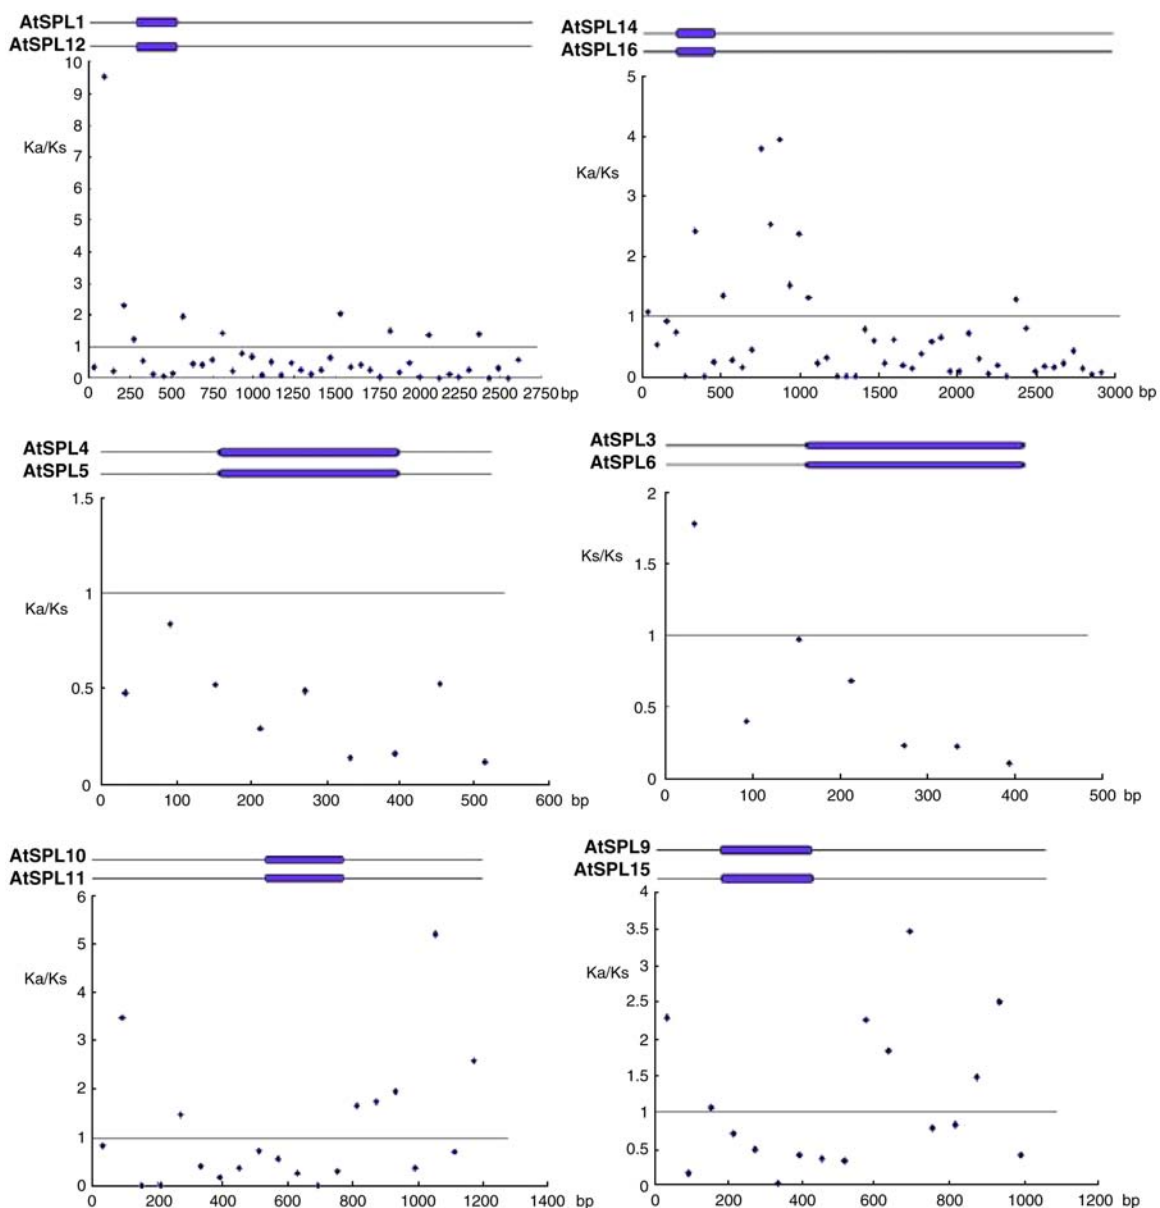 AtSPL1
AtSPL12
10
9
8
Ka/Ks 7
6
5
4
3
2
1
0
0 250 500 750 1000 1250 1500 1750 2000 2250 2500 2750 bp
AtSPL14
AtSPL16
5
4
Ka/Ks
3
2
1
0
0 500 1000 1500 2000 2500 3000 bp
AtSPL4
AtSPL5
1.5
1
Ka/Ks
0.5
0
0 100 200 300 400 500 600 bp
AtSPL3
AtSPL6
2
Ks/Ks
1.5
1
0.5
0
0 100 200 300 400 500 bp
AtSPL10
AtSPL11
6
5
Ka/Ks
4
3
2
1
0
0 200 400 600 800 1000 1200 1400 bp
AtSPL9
AtSPL15
4
3.5
3
Ka/Ks
2.5
2
1.5
1
0.5
0
0 200 400 600 800 1000 1200 bp